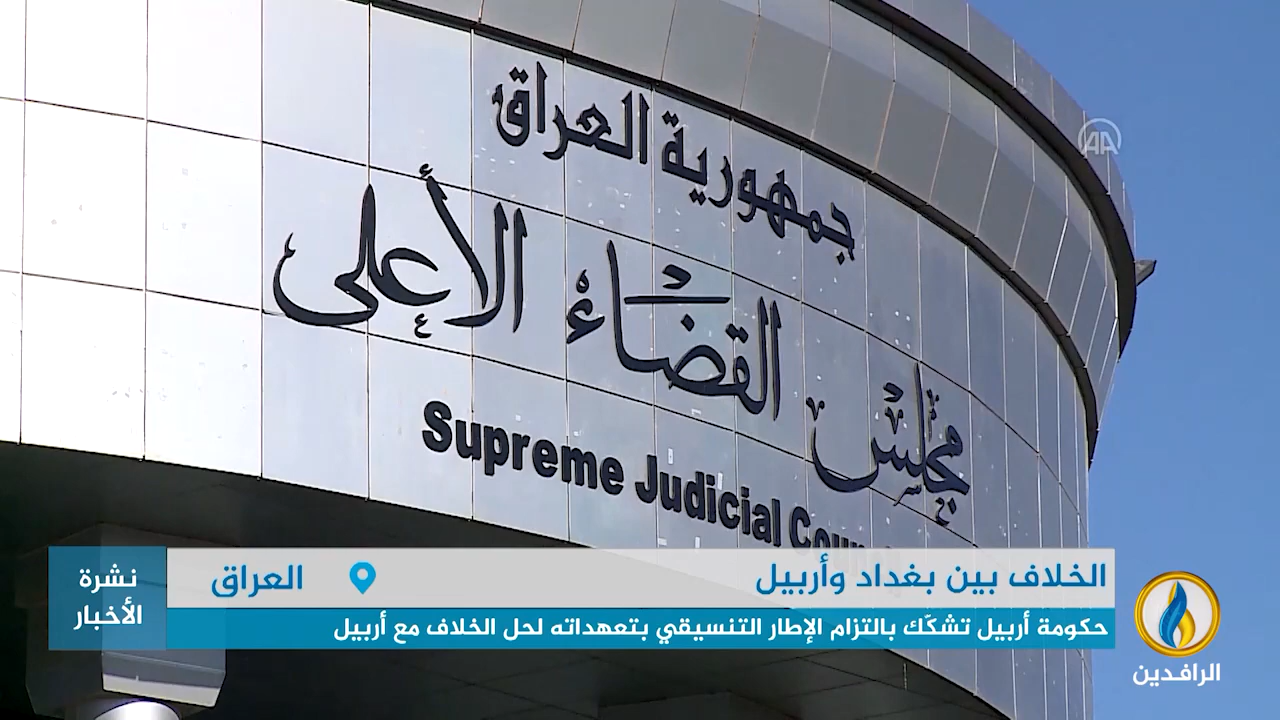 AA
جمهورية العراق
مجلس القضاء الأعلى
Supreme Judicial
الخلاف بين بغداد وأربيل
العراق
نشرة
الأخبار
حكومة أربيل تشكّك بالتزام الإطار التنسيقي بتعهداته لحل الخلاف مع أربيل
الرافدين